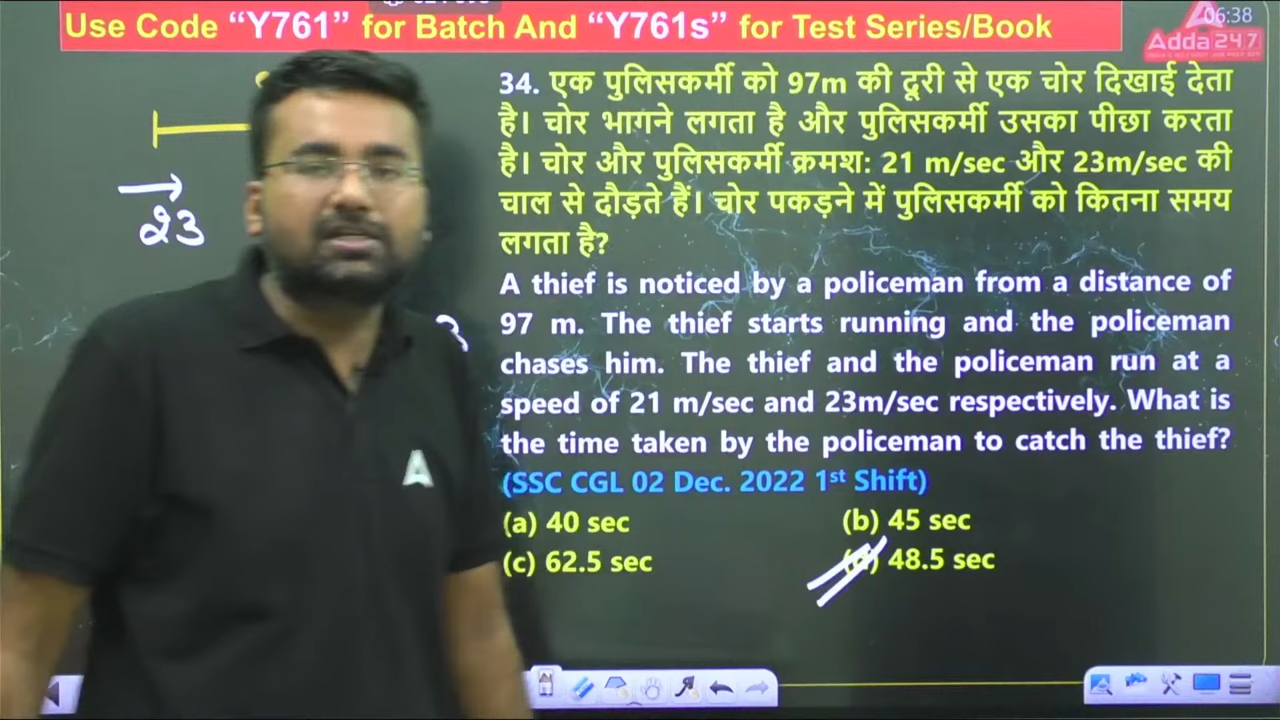 Use Code “Y761” for Batch And “Y761s” for Test Series/Book
06:38
Adda247
34. एक पुलिसकर्मी को 97m की दूरी से एक चोर दिखाई देता
है। चोर भागने लगता है और पुलिसकर्मी उसका पीछा करता
है। चोर और पुलिसकर्मी क्रमश: 21 m/sec और 23m/sec की
चाल से दौड़ते हैं। चोर पकड़ने में पुलिसकर्मी को कितना समय
लगता है?
23
A thief is noticed by a policeman from a distance of
97 m. The thief starts running and the policeman
chases him. The thief and the policeman run at a
speed of 21 m/sec and 23m/sec respectively. What is
the time taken by the policeman to catch the thief?
(SSC CGL 02 Dec. 2022 1st Shift)
(a) 40 sec (b) 45 sec
(c) 62.5 sec (d) 48.5 sec
A